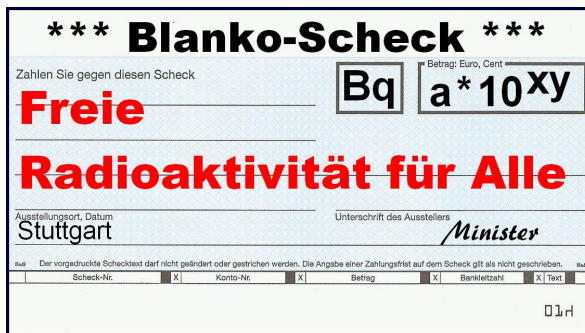 *** Blanko-Scheck ***
Zahlen Sie gegen diesen Scheck
Betrag: Euro, Cent
Bq
a*10xy
Freie
Radioaktivität für Alle
Ausstellungsort, Datum
Unterschrift des Ausstellers
Stuttgart
Minister
Der vorgedruckte Schecktext darf nicht geändert oder gestrichen werden. Die Angabe einer Zahlungsfrist auf dem Scheck gilt als nicht geschrieben.
Scheck-Nr. X Konto-Nr. X Betrag X Bankleitzahl X Text